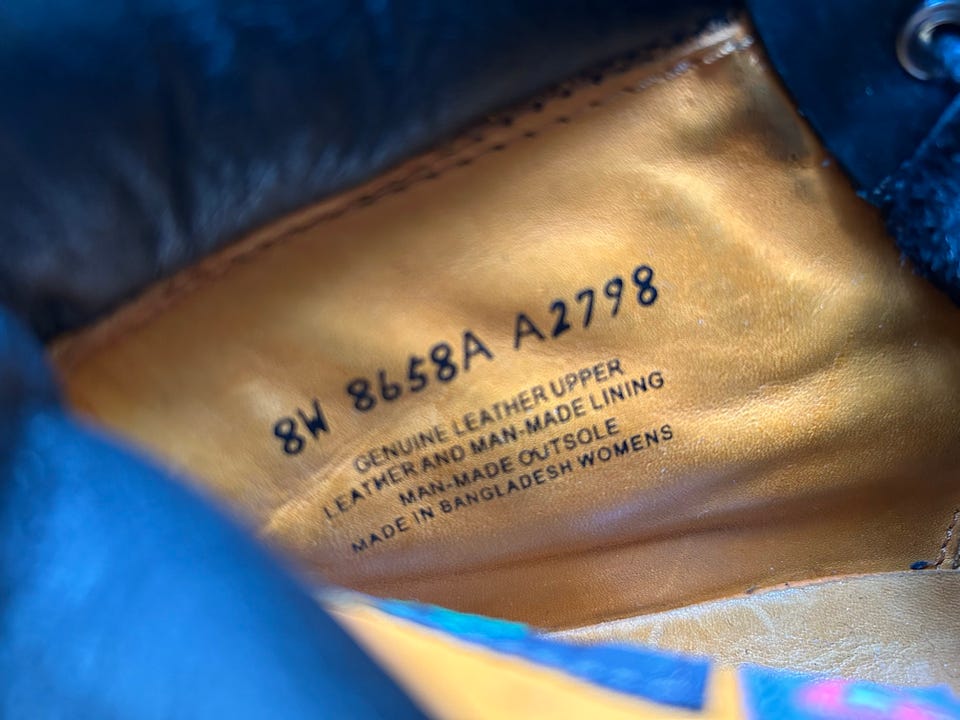 8W 8658A A2798
GENUINE LEATHER UPPER
LEATHER AND MAN-MADE LINING
MAN-MADE OUTSOLE
MADE IN BANGLADESH WOMENS